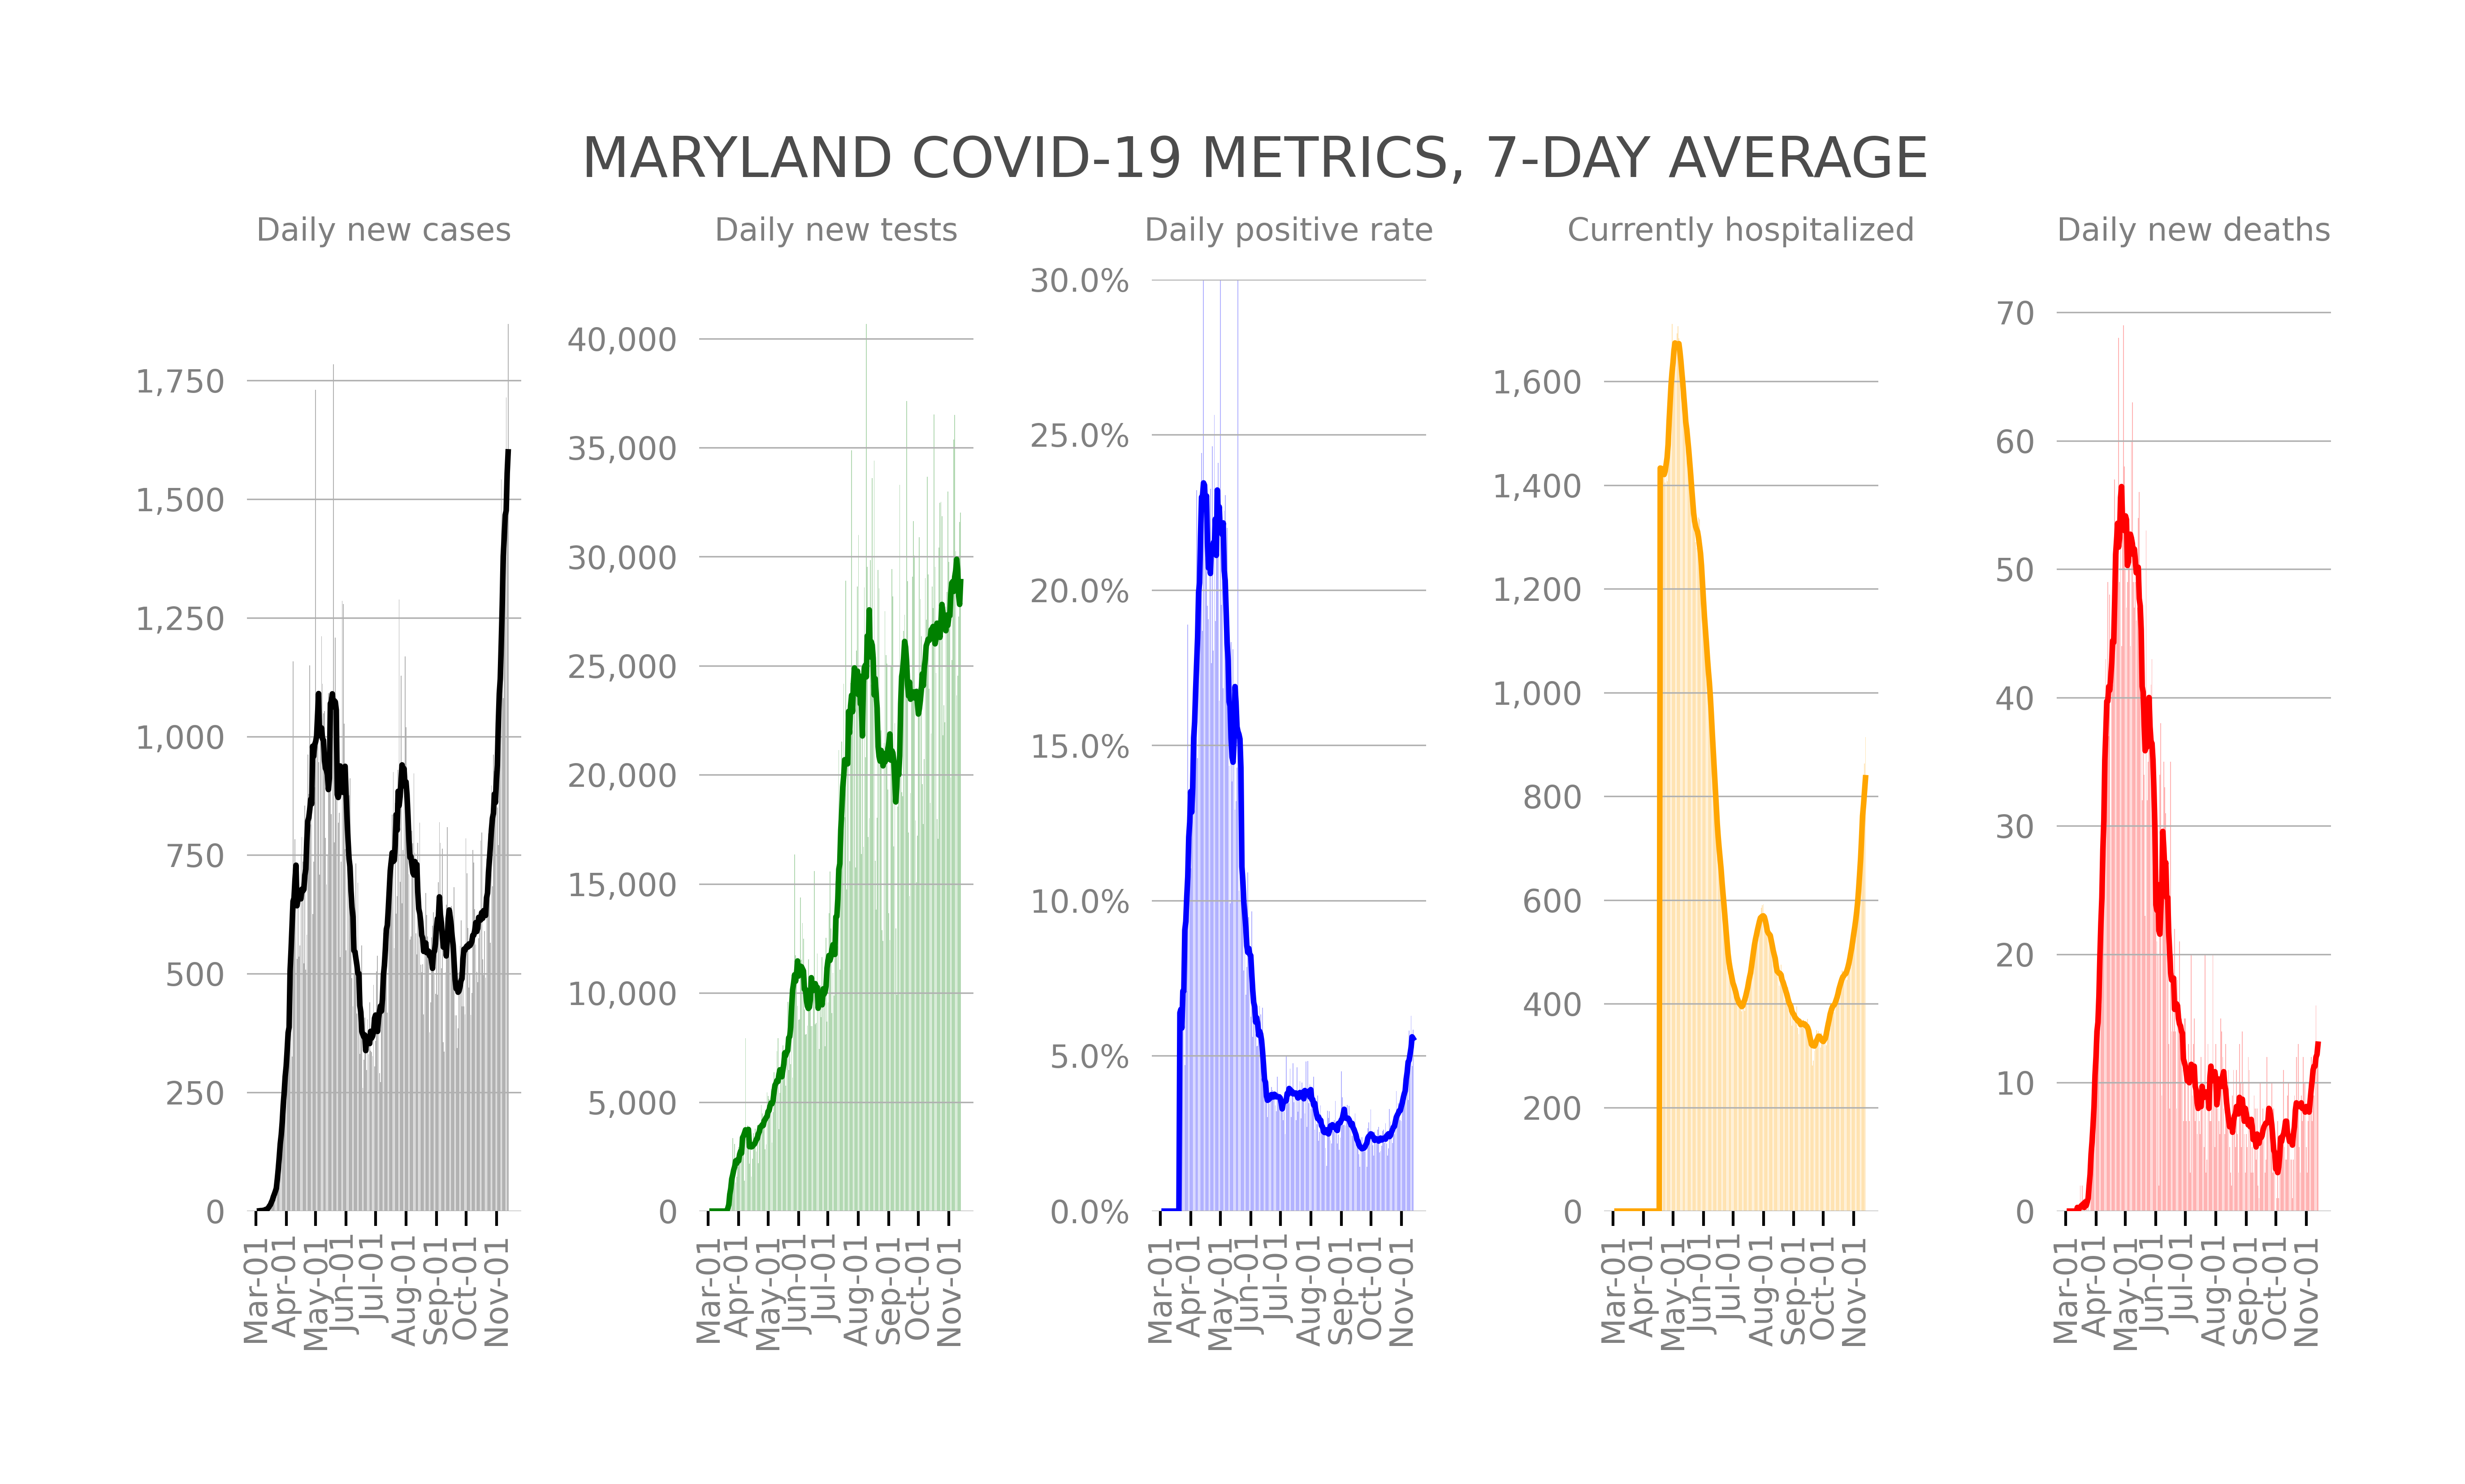 MARYLAND COVID-19 METRICS, 7-DAY AVERAGE
Daily new cases
1,750
1,500
1,250
1,000
750
500
250
0
Mar-01
Apr-01
May-01
Jun-01
Jul-01
Aug-01
Sep-01
Oct-01
Nov-01
Daily new tests
40,000
35,000
30,000
25,000
20,000
15,000
10,000
5,000
0
Mar-01
Apr-01
May-01
Jun-01
Jul-01
Aug-01
Sep-01
Oct-01
Nov-01
Daily positive rate
30.0%
25.0%
20.0%
15.0%
10.0%
5.0%
0.0%
Mar-01
Apr-01
May-01
Jun-01
Jul-01
Aug-01
Sep-01
Oct-01
Nov-01
Currently hospitalized
1,600
1,400
1,200
1,000
800
600
400
200
0
Mar-01
Apr-01
May-01
Jun-01
Jul-01
Aug-01
Sep-01
Oct-01
Nov-01
Daily new deaths
70
60
50
40
30
20
10
0
Mar-01
Apr-01
May-01
Jun-01
Jul-01
Aug-01
Sep-01
Oct-01
Nov-01